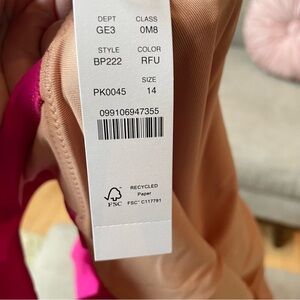 DEPT CLASS
GE3 0M8
STYLE COLOR
BP222 RFU
SIZE
PK0045 14
099106947355
RECYCLED
Paper
FSC FSC® C117791